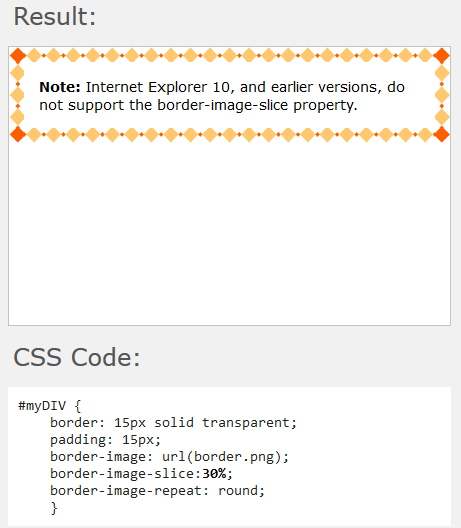 Result:
Note: Internet Explorer 10, and earlier versions, do
not support the border-image-slice property.
CSS Code:
#myDIV {
    border: 15px solid transparent;
    padding: 15px;
    border-image: url(border.png);
    border-image-slice:30%;
    border-image-repeat: round;
    }